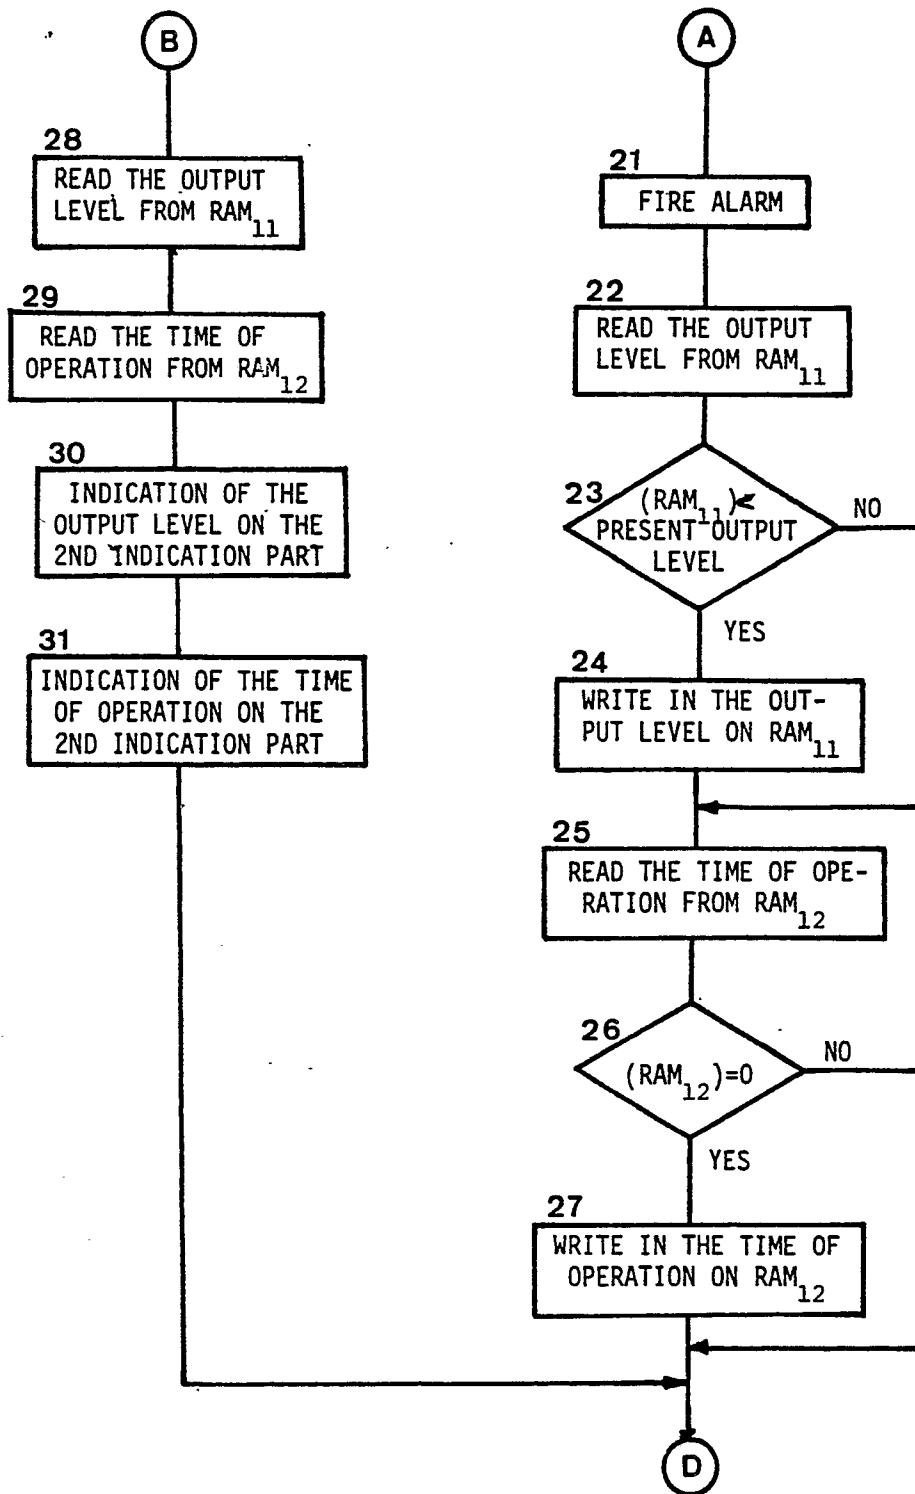 B
28
READ THE OUTPUT
LEVEL FROM RAM11
29
READ THE TIME OF
OPERATION FROM RAM12
30
INDICATION OF THE
OUTPUT LEVEL ON THE
2ND INDICATION PART
31
INDICATION OF THE TIME
OF OPERATION ON THE
2ND INDICATION PART
A
21
FIRE ALARM
22
READ THE OUTPUT
LEVEL FROM RAM11
23
(RAM11)<
PRESENT OUTPUT
LEVEL
NO
YES
24
WRITE IN THE OUT-
PUT LEVEL ON RAM11
25
READ THE TIME OF OPE-
RATION FROM RAM12
26
(RAM12)=0
NO
YES
27
WRITE IN THE TIME OF
OPERATION ON RAM12
D